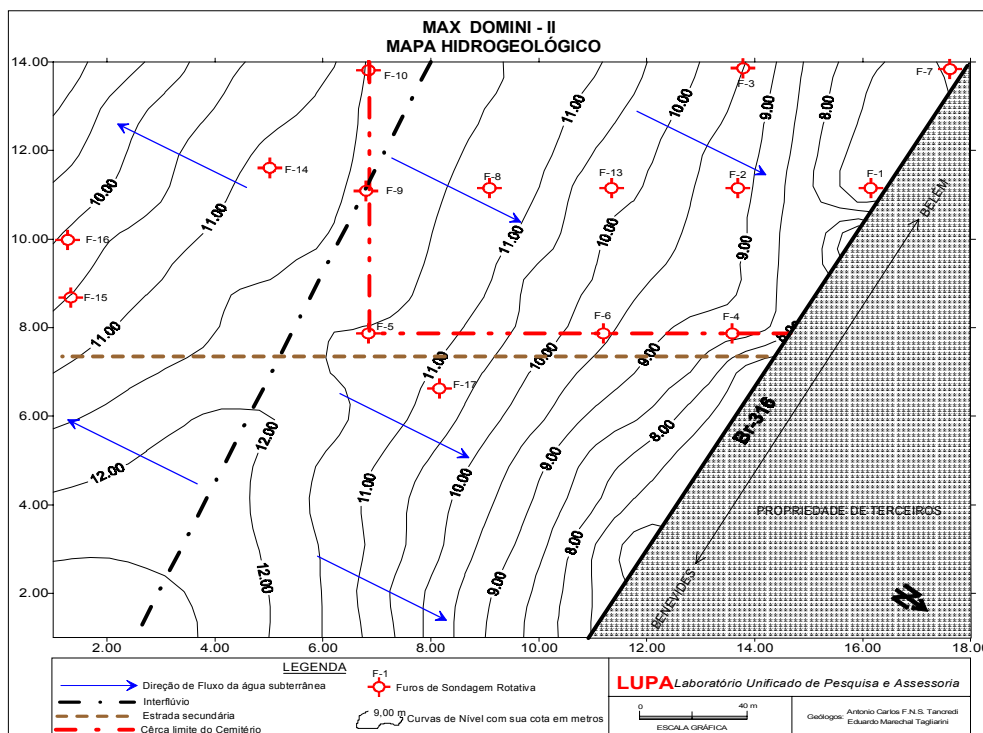 MAX DOMINI - II
MAPA HIDROGEOLÓGICO
14.00
12.00
10.00
8.00
6.00
4.00
2.00
2.00
4.00
6.00
8.00
10.00
12.00
14.00
16.00
18.00
F-10
F-3
F-7
F-14
F-9
F-8
F-13
F-2
F-1
F-16
F-15
F-5
F-6
F-4
F-17
10.00
11.00
11.00
12.00
12.00
12.00
11.00
11.00
11.00
11.00
10.00
10.00
10.00
10.00
9.00
9.00
9.00
9.00
9.00
8.00
8.00
8.00
8.00
Br-316
BELÉM
BENEVIDES
PROPRIEDADE DE TERCEIROS
N
LEGENDA
Direção de Fluxo da água subterrânea
Interflúvio
Estrada secundária
Cêrca limite do Cemitério
F-1
Furos de Sondagem Rotativa
9,00 m
Curvas de Nível com sua cota em metros
LUPA Laboratório Unificado de Pesquisa e Assessoria
0 40 m
ESCALA GRÁFICA
Geólogos: Antonio Carlos F.N.S. Tancredi
Eduardo Marechal Tagliarini